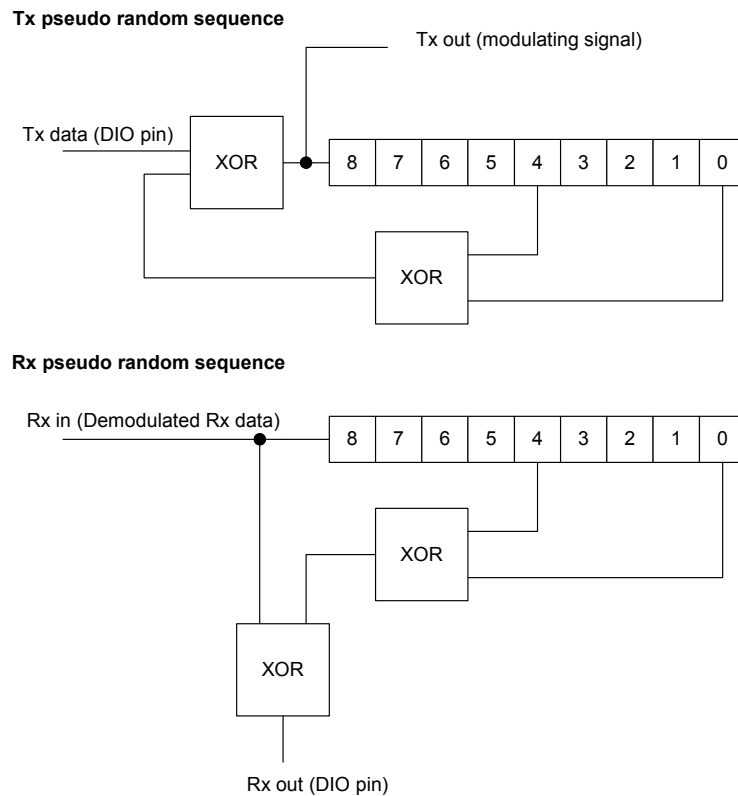 Tx pseudo random sequence
Tx out (modulating signal)
Tx data (DIO pin)
XOR
8 7 6 5 4 3 2 1 0
XOR
Rx pseudo random sequence
Rx in (Demodulated Rx data)
8 7 6 5 4 3 2 1 0
XOR
XOR
Rx out (DIO pin)